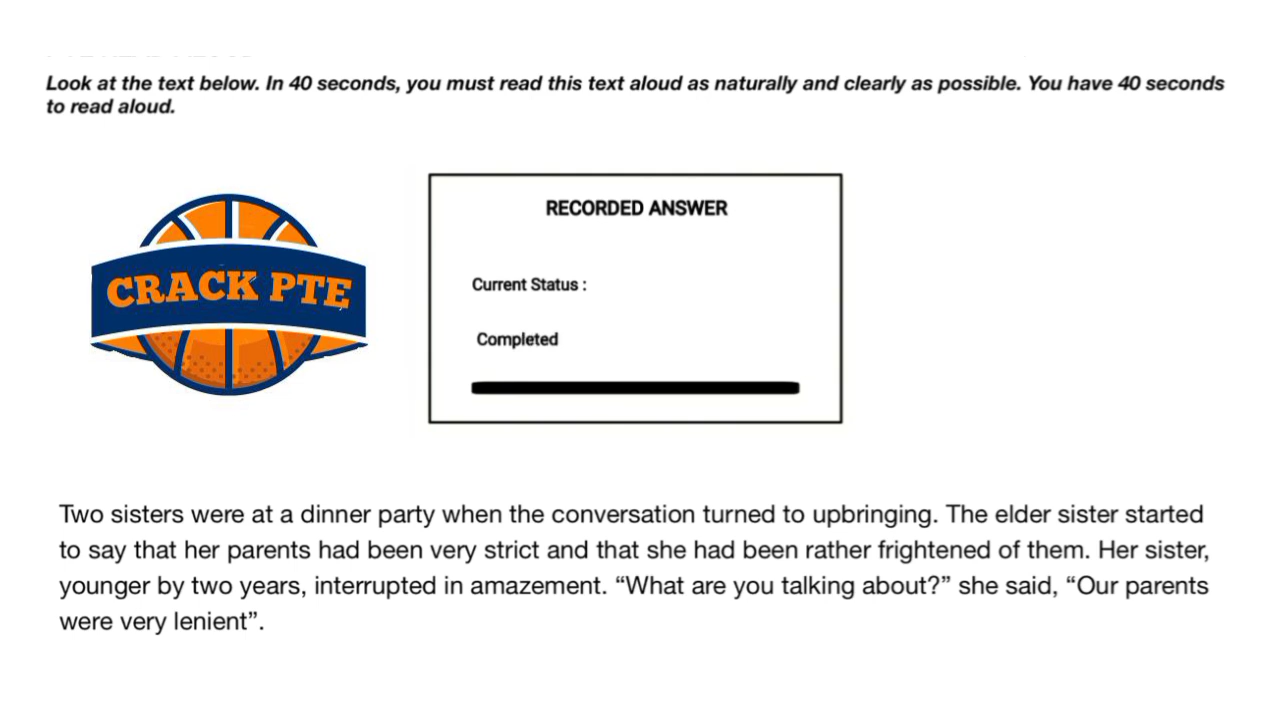 Look at the text below. In 40 seconds, you must read this text aloud as naturally and clearly as possible. You have 40 seconds
to read aloud.
CRACK PTE
RECORDED ANSWER
Current Status :
Completed
Two sisters were at a dinner party when the conversation turned to upbringing. The elder sister started
to say that her parents had been very strict and that she had been rather frightened of them. Her sister,
younger by two years, interrupted in amazement. “What are you talking about?” she said, “Our parents
were very lenient”.